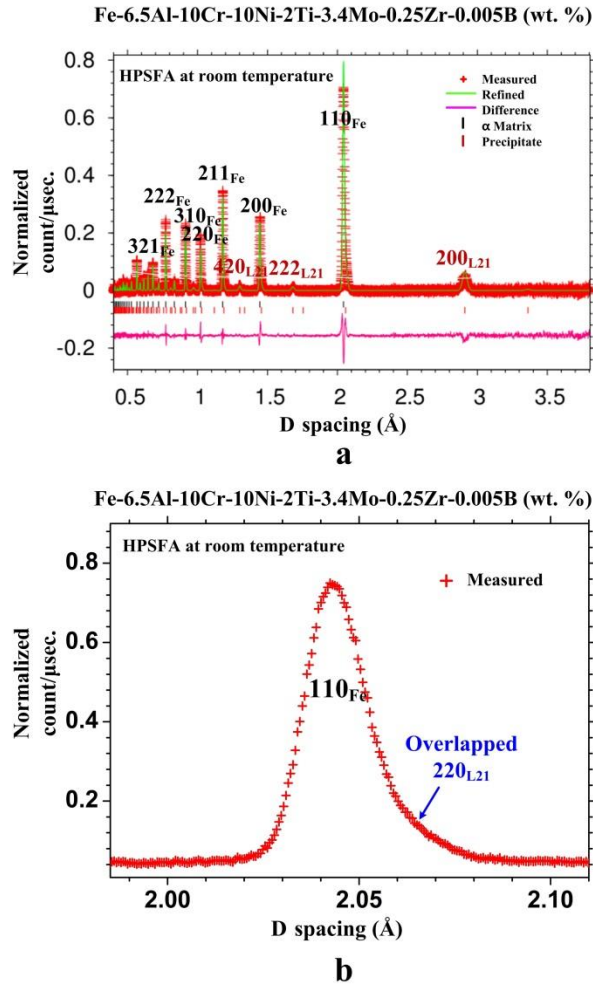 Fe-6.5Al-10Cr-10Ni-2Ti-3.4Mo-0.25Zr-0.005B (wt. %)
HPSFA at room temperature
Measured
Refined
Difference
α Matrix
Precipitate
110Fe
211Fe
222Fe
310Fe
200Fe
220Fe
321Fe
420L21
222L21
200L21
0.8
0.6
0.4
0.2
0
-0.2
Normalized
count/μsec.
0.5 1 1.5 2 2.5 3 3.5
D spacing (Å)
a
Fe-6.5Al-10Cr-10Ni-2Ti-3.4Mo-0.25Zr-0.005B (wt. %)
HPSFA at room temperature
Measured
110Fe
Overlapped
220L21
0.8
0.6
0.4
0.2
Normalized
count/μsec.
2.00 2.05 2.10
D spacing (Å)
b